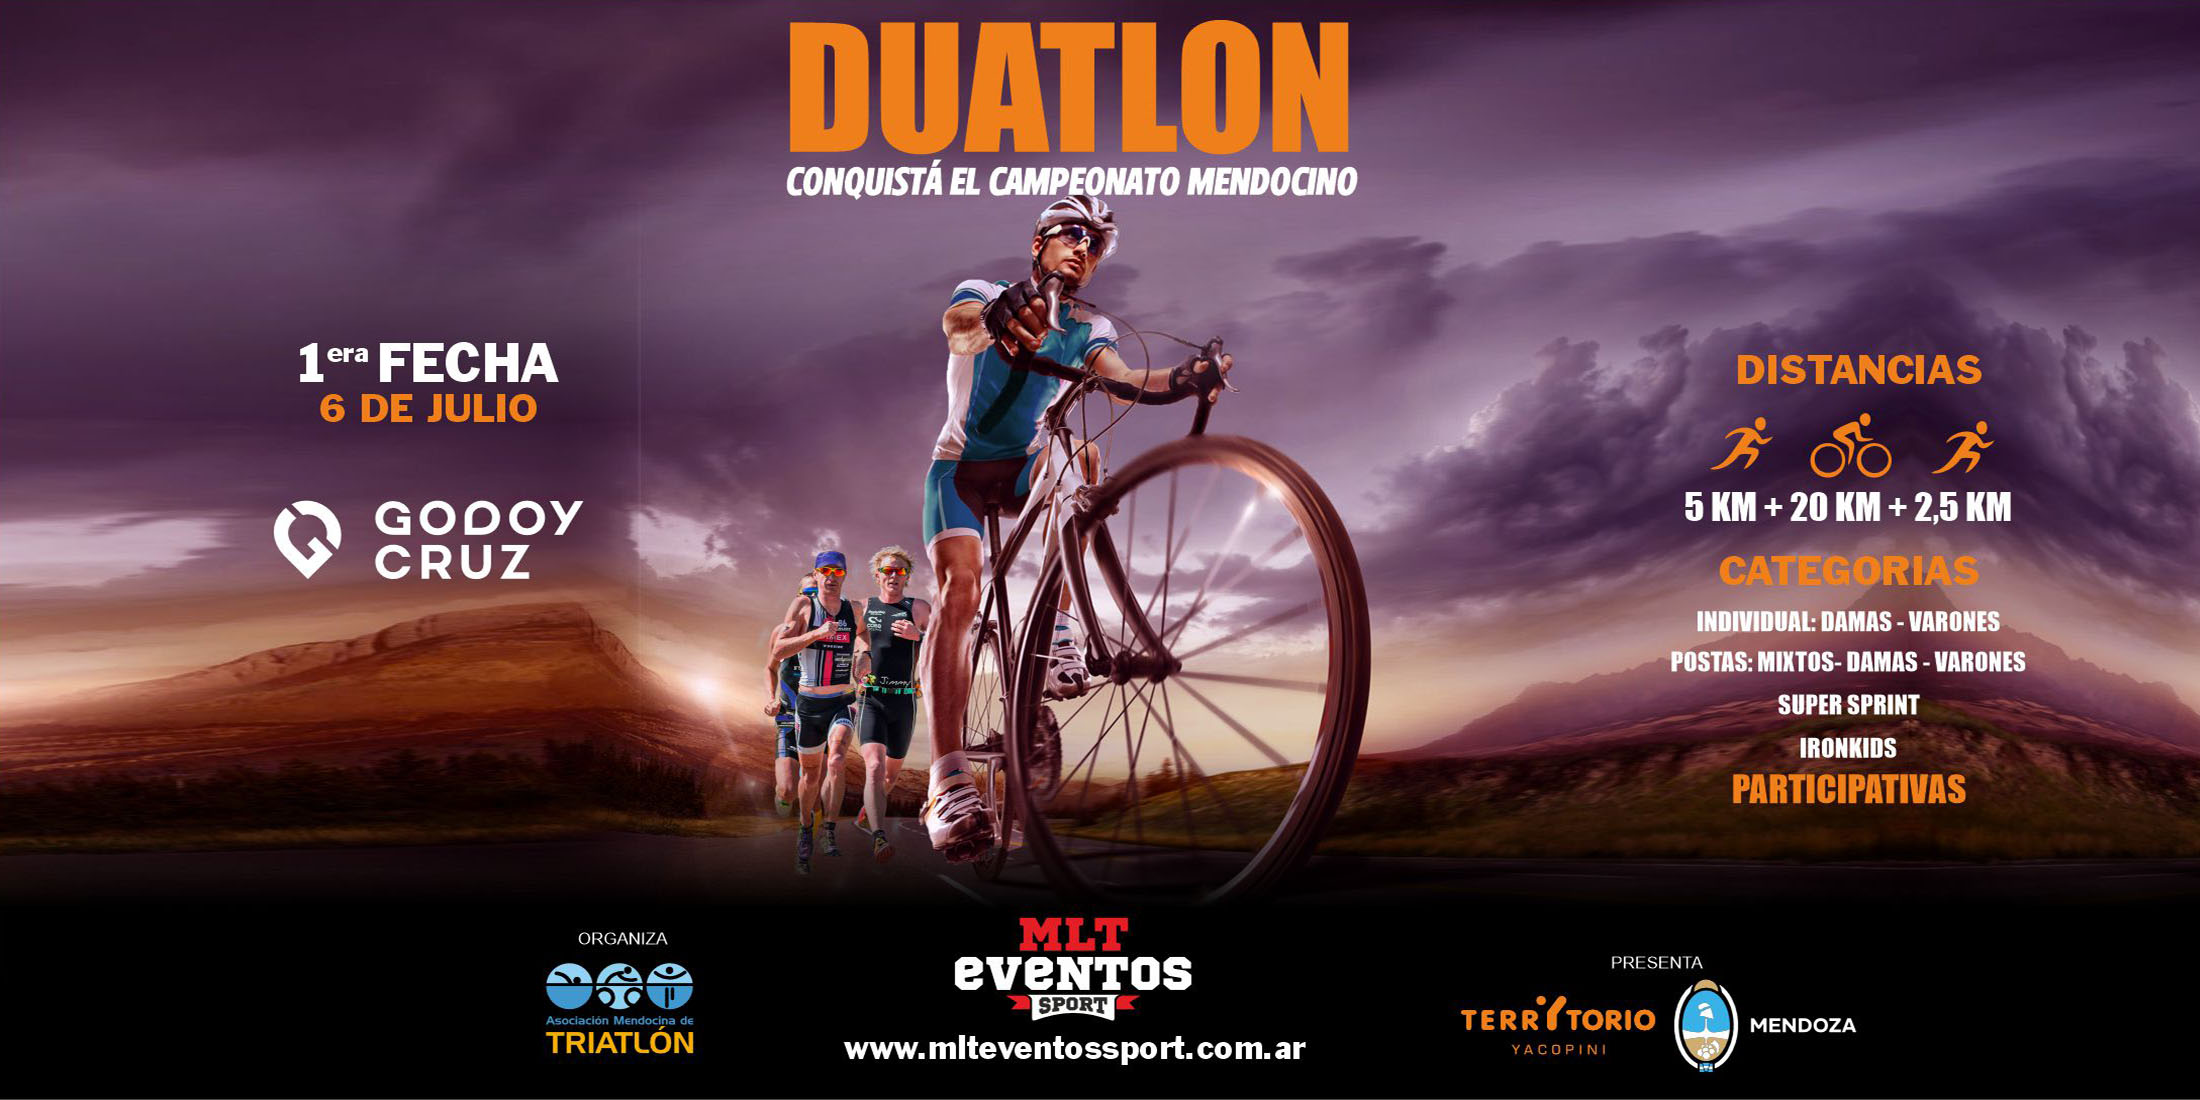 DUATLON
CONQUISTÁ EL CAMPEONATO MENDOCINO
1era FECHA
6 DE JULIO
GODOY
CRUZ
DISTANCIAS
5 KM + 20 KM + 2,5 KM
CATEGORIAS
INDIVIDUAL: DAMAS - VARONES
POSTAS: MIXTOS- DAMAS - VARONES
SUPER SPRINT
IRONKIDS
PARTICIPATIVAS
Jimmy
ORGANIZA
Asociación Mendocina de
TRIATLÓN
MLT
eventos
SPORT
www.mlteventossport.com.ar
PRESENTA
TERRITORIO
YACOPINI
MENDOZA